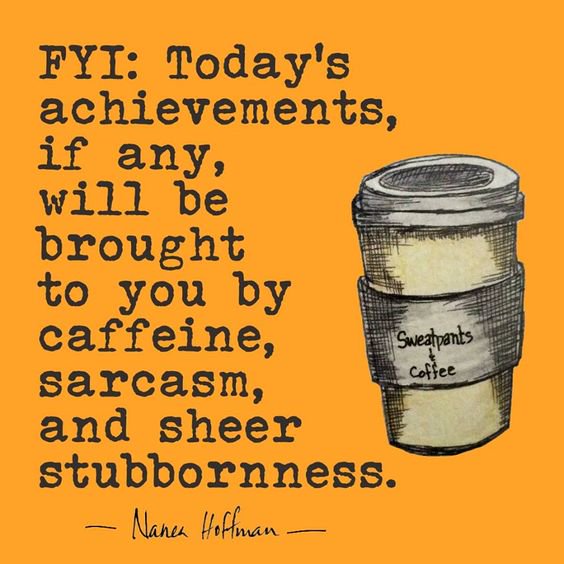 FYI: Today's
achievements,
if any,
will be
brought
to you by
caffeine,
sarcasm,
and sheer
stubbornness.
Sweatpants
&
Coffee
— Nanea Hoffman —